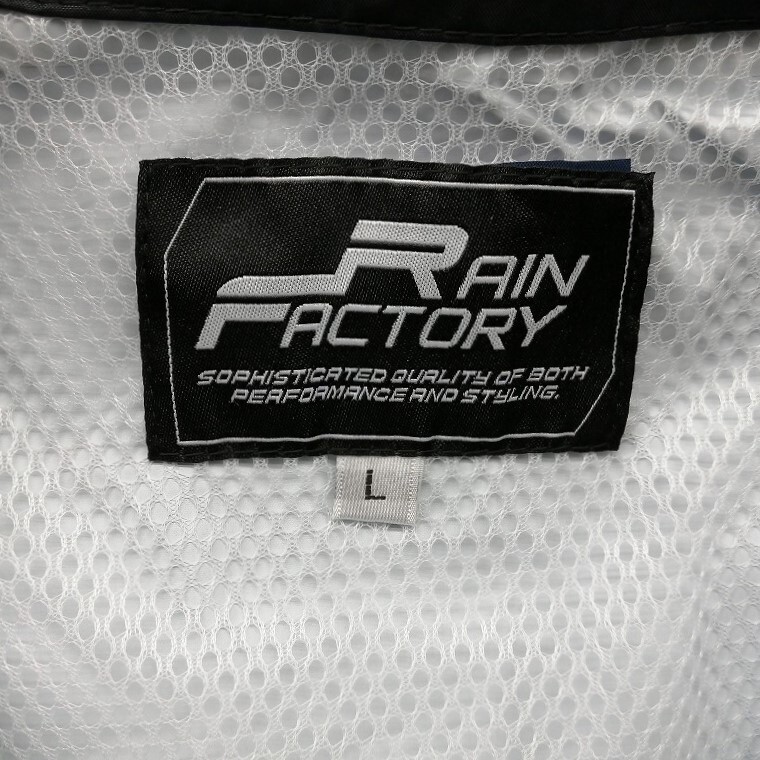 RAIN
FACTORY
SOPHISTICATED QUALITY OF BOTH
PERFORMANCE AND STYLING.
L